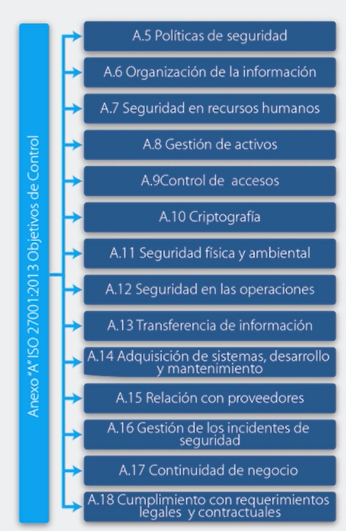 Anexo "A" ISO 27001:2013 Objetivos de Control
A.5 Políticas de seguridad
A.6 Organización de la información
A.7 Seguridad en recursos humanos
A.8 Gestión de activos
A.9Control de accesos
A.10 Criptografía
A.11 Seguridad física y ambiental
A.12 Seguridad en las operaciones
A.13 Transferencia de información
A.14 Adquisición de sistemas, desarrollo
y mantenimiento
A.15 Relación con proveedores
A.16 Gestión de los incidentes de
seguridad
A.17 Continuidad de negocio
A.18 Cumplimiento con requerimientos
legales y contractuales